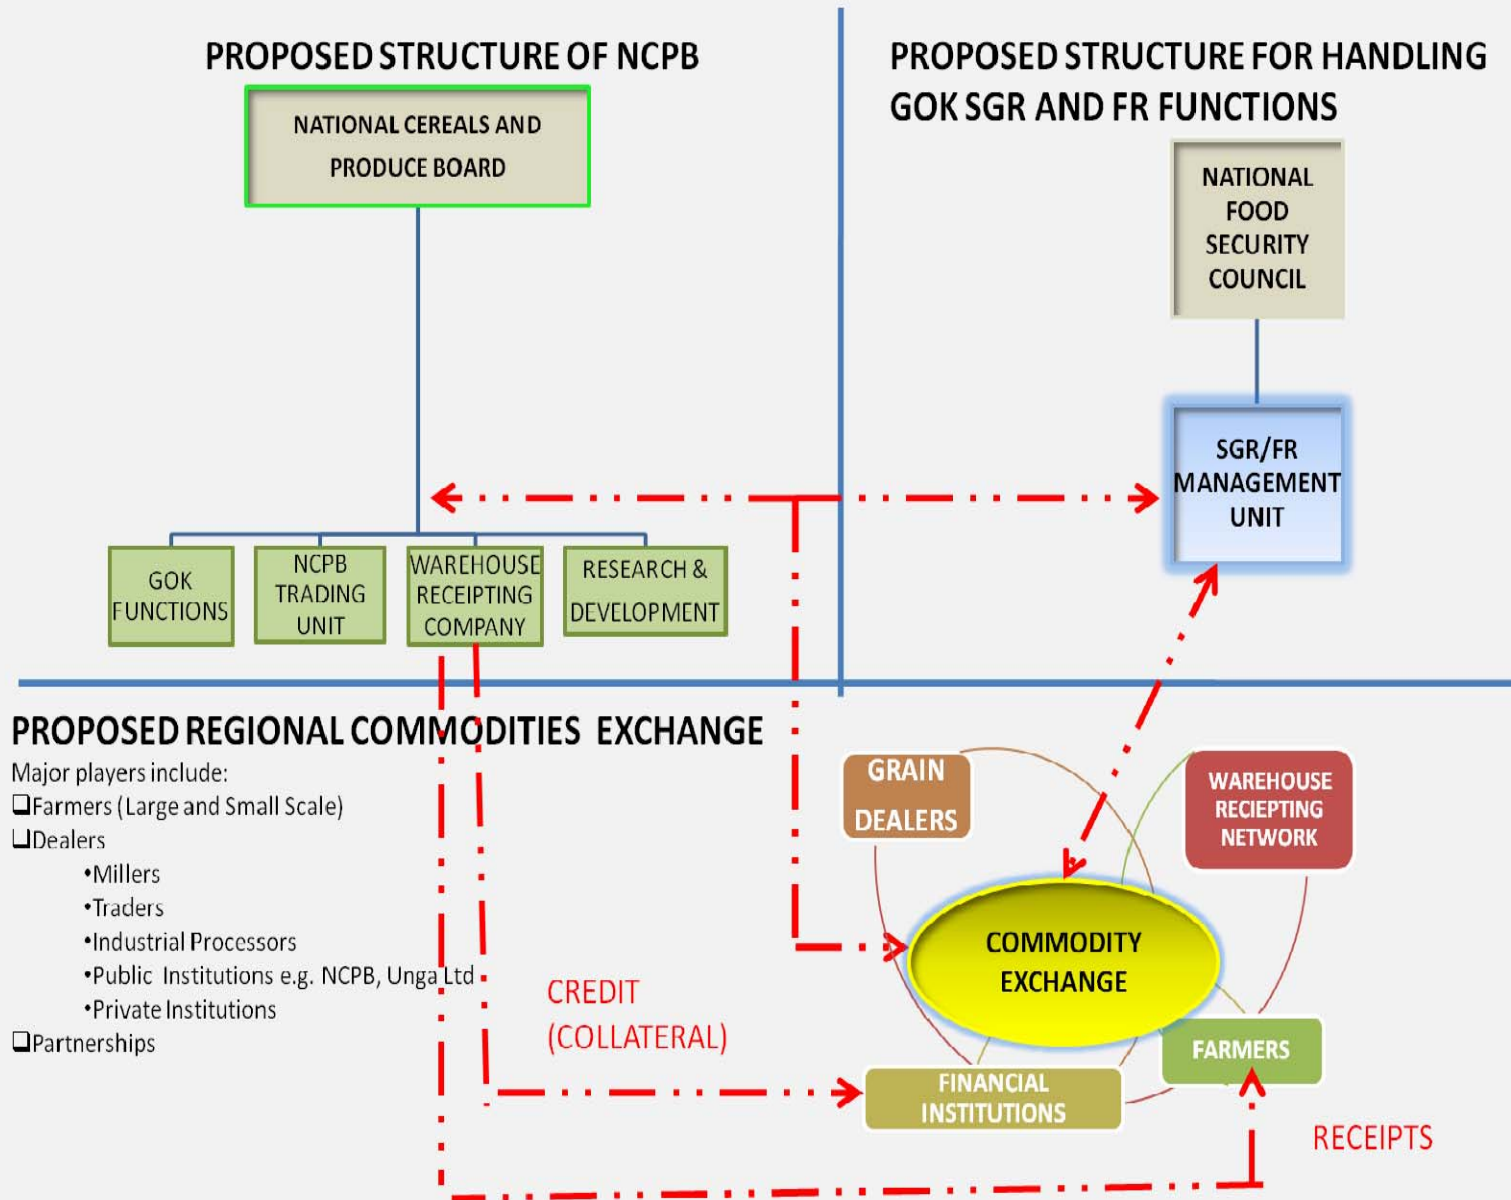 PROPOSED STRUCTURE OF NCPB
NATIONAL CEREALS AND
PRODUCE BOARD
GOK
FUNCTIONS
NCPB
TRADING
UNIT
WAREHOUSE
RECEIPTING
COMPANY
RESEARCH &
DEVELOPMENT
PROPOSED STRUCTURE FOR HANDLING
GOK SGR AND FR FUNCTIONS
NATIONAL
FOOD
SECURITY
COUNCIL
SGR/FR
MANAGEMENT
UNIT
PROPOSED REGIONAL COMMODITIES EXCHANGE
Major players include:
❑Farmers (Large and Small Scale)
❑Dealers
•Millers
•Traders
•Industrial Processors
•Public Institutions e.g. NCPB, Unga Ltd
•Private Institutions
❑Partnerships
CREDIT
(COLLATERAL)
GRAIN
DEALERS
WAREHOUSE
RECIEPTING
NETWORK
COMMODITY
EXCHANGE
FARMERS
FINANCIAL
INSTITUTIONS
RECEIPTS